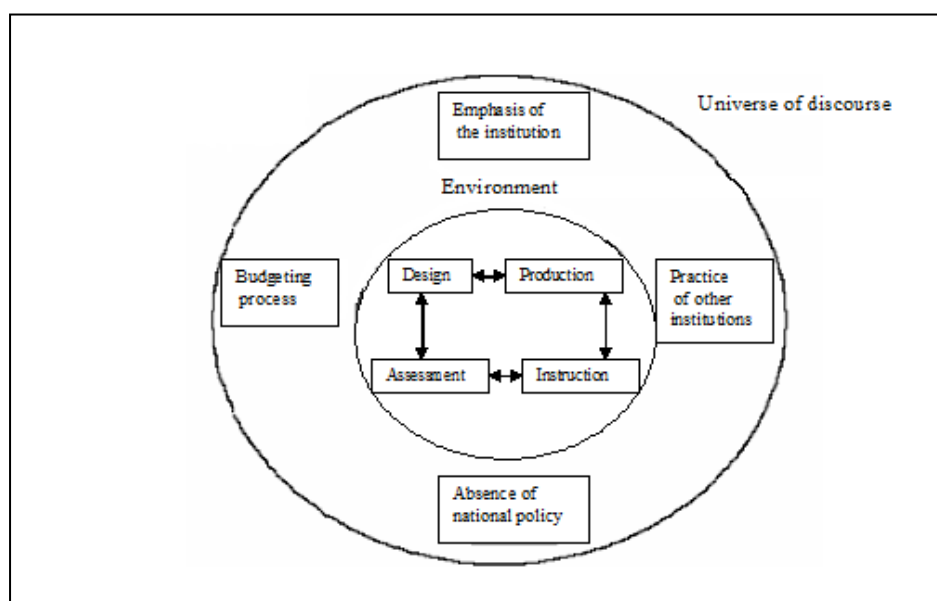 Emphasis of
the institution
Universe of discourse
Environment
Budgeting
process
Design
Production
Practice
of other
institutions
Assessment
Instruction
Absence of
national policy